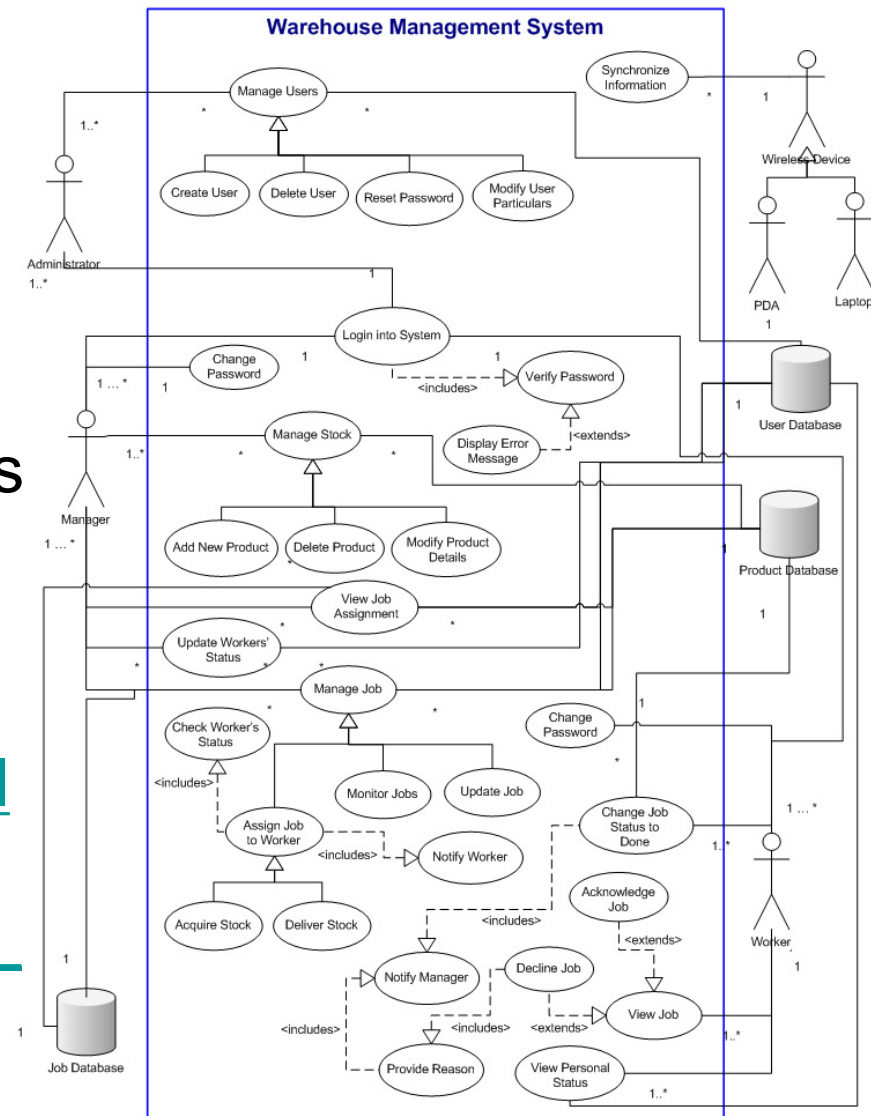 Warehouse Management System
Synchronize
Information
*
1
Wireless Device
PDA
Laptop
Manage Users
1..*
*
*
Create User
Delete User
Reset Password
Modify User
Particulars
Administrator
1..*
1
Login into System
1
1
1
User Database
1
Change
Password
1 ... *
1
<includes>
Verify Password
<extends>
Display Error
Message
Manager
1..*
*
Manage Stock
*
s
1 ... *
Add New Product
Delete Product
Modify Product
Details
*
1
Product Database
1
View Job
Assignment
*
*
Update Workers'
Status
*
*
*
Manage Job
*
*
Check Worker's
Status
<includes>
Assign Job
to Worker
Monitor Jobs
Update Job
<includes>
Notify Worker
Acquire Stock
Deliver Stock
Change
Password
1
*
Change Job
Status to
Done
1 ... *
1..*
Worker
1
<includes>
Acknowledge
Job
<extends>
Notify Manager
Decline Job
<includes>
<extends>
View Job
1..*
<includes>
Provide Reason
View Personal
Status
1..*
1
1
Job Database